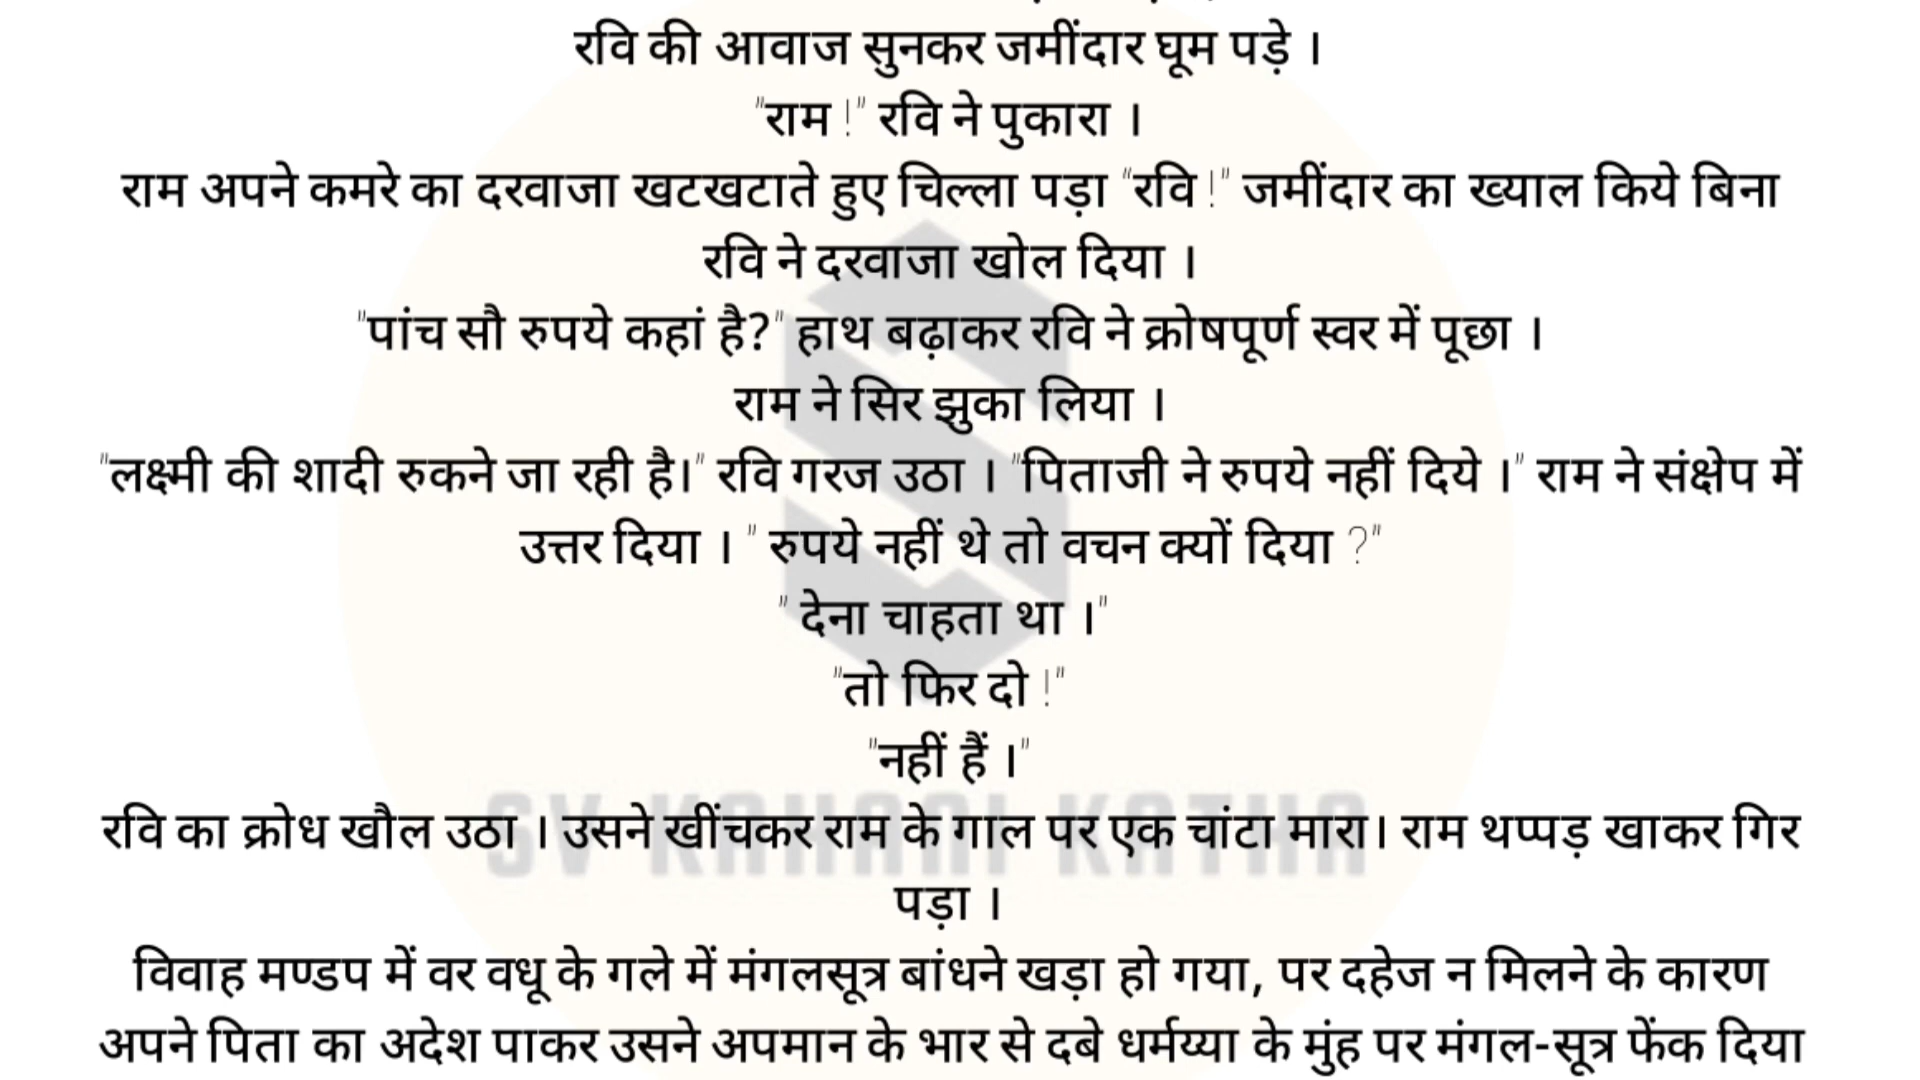 रवि की आवाज सुनकर जमींदार घूम पड़े ।
"राम !" रवि ने पुकारा ।
राम अपने कमरे का दरवाजा खटखटाते हुए चिल्ला पड़ा "रवि !" जमींदार का ख्याल किये बिना
रवि ने दरवाजा खोल दिया ।
"पांच सौ रुपये कहां है?" हाथ बढ़ाकर रवि ने क्रोषपूर्ण स्वर में पूछा ।
राम ने सिर झुका लिया ।
"लक्ष्मी की शादी रुकने जा रही है।" रवि गरज उठा । "पिताजी ने रुपये नहीं दिये ।" राम ने संक्षेप में
उत्तर दिया । " रुपये नहीं थे तो वचन क्यों दिया ?"
" देना चाहता था ।"
"तो फिर दो !"
"नहीं हैं ।"
रवि का क्रोध खौल उठा । उसने खींचकर राम के गाल पर एक चांटा मारा। राम थप्पड़ खाकर गिर
पड़ा ।
विवाह मण्डप में वर वधू के गले में मंगलसूत्र बांधने खड़ा हो गया, पर दहेज न मिलने के कारण
अपने पिता का अदेश पाकर उसने अपमान के भार से दबे धर्मय्या के मुंह पर मंगल-सूत्र फेंक दिया
SV KAHANI KATHA